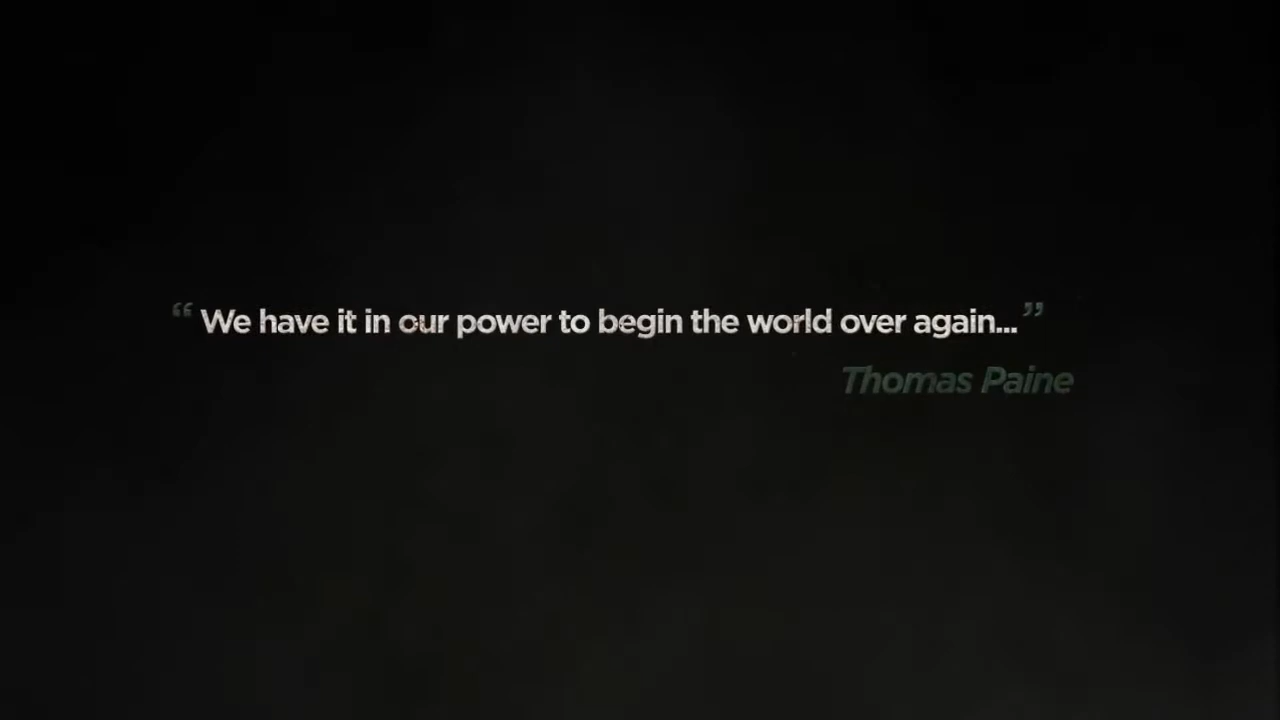 “ We have it in our power to begin the world over again... ”
Thomas Paine